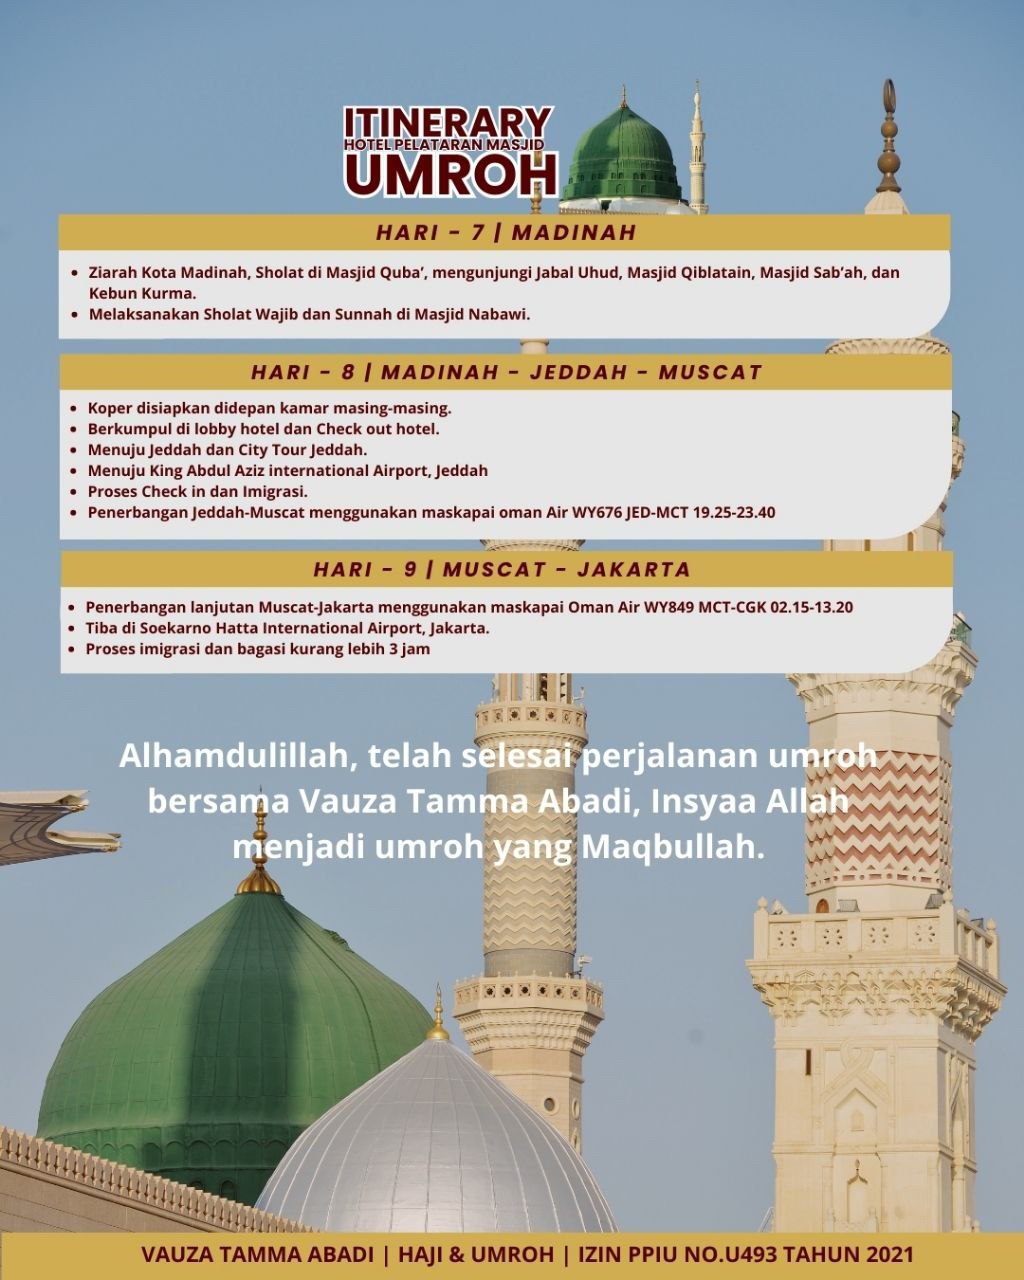 ITINERARY
HOTEL PELATARAN MASJID
UMROH
HARI - 7 | MADINAH
• Ziarah Kota Madinah, Sholat di Masjid Quba’, mengunjungi Jabal Uhud, Masjid Qiblatain, Masjid Sab’ah, dan
Kebun Kurma.
• Melaksanakan Sholat Wajib dan Sunnah di Masjid Nabawi.
HARI - 8 | MADINAH - JEDDAH - MUSCAT
• Koper disiapkan didepan kamar masing-masing.
• Berkumpul di lobby hotel dan Check out hotel.
• Menuju Jeddah dan City Tour Jeddah.
• Menuju King Abdul Aziz international Airport, Jeddah
• Proses Check in dan Imigrasi.
• Penerbangan Jeddah-Muscat menggunakan maskapai oman Air WY676 JED-MCT 19.25-23.40
HARI - 9 | MUSCAT - JAKARTA
• Penerbangan lanjutan Muscat-Jakarta menggunakan maskapai Oman Air WY849 MCT-CGK 02.15-13.20
• Tiba di Soekarno Hatta International Airport, Jakarta.
• Proses imigrasi dan bagasi kurang lebih 3 jam
Alhamdulillah, telah selesai perjalanan umroh
bersama Vauza Tamma Abadi, Insyaa Allah
menjadi umroh yang Maqbullah.
VAUZA TAMMA ABADI | HAJI & UMROH | IZIN PPIU NO.U493 TAHUN 2021